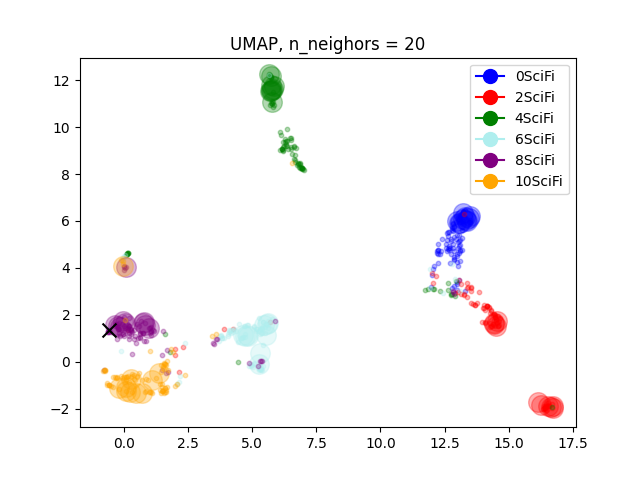 UMAP, n_neighors = 20
12
10
8
6
4
2
0
−2
0.0 2.5 5.0 7.5 10.0 12.5 15.0 17.5
0SciFi
2SciFi
4SciFi
6SciFi
8SciFi
10SciFi